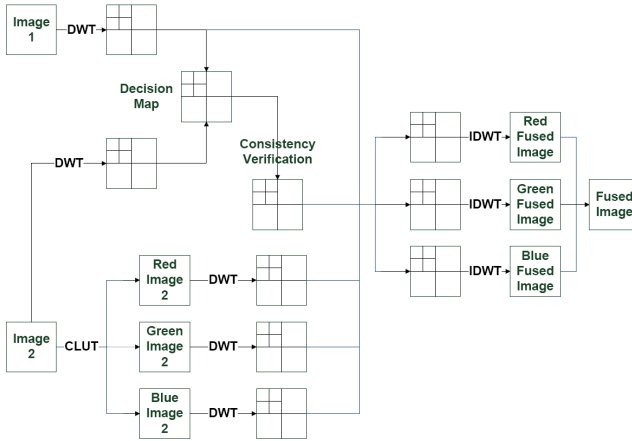 Image
1
DWT
Decision
Map
DWT
Consistency
Verification
IDWT
Red
Fused
Image
IDWT
Green
Fused
Image
Fused
Image
IDWT
Blue
Fused
Image
Image
2
CLUT
Red
Image
2
DWT
Green
Image
2
DWT
Blue
Image
2
DWT